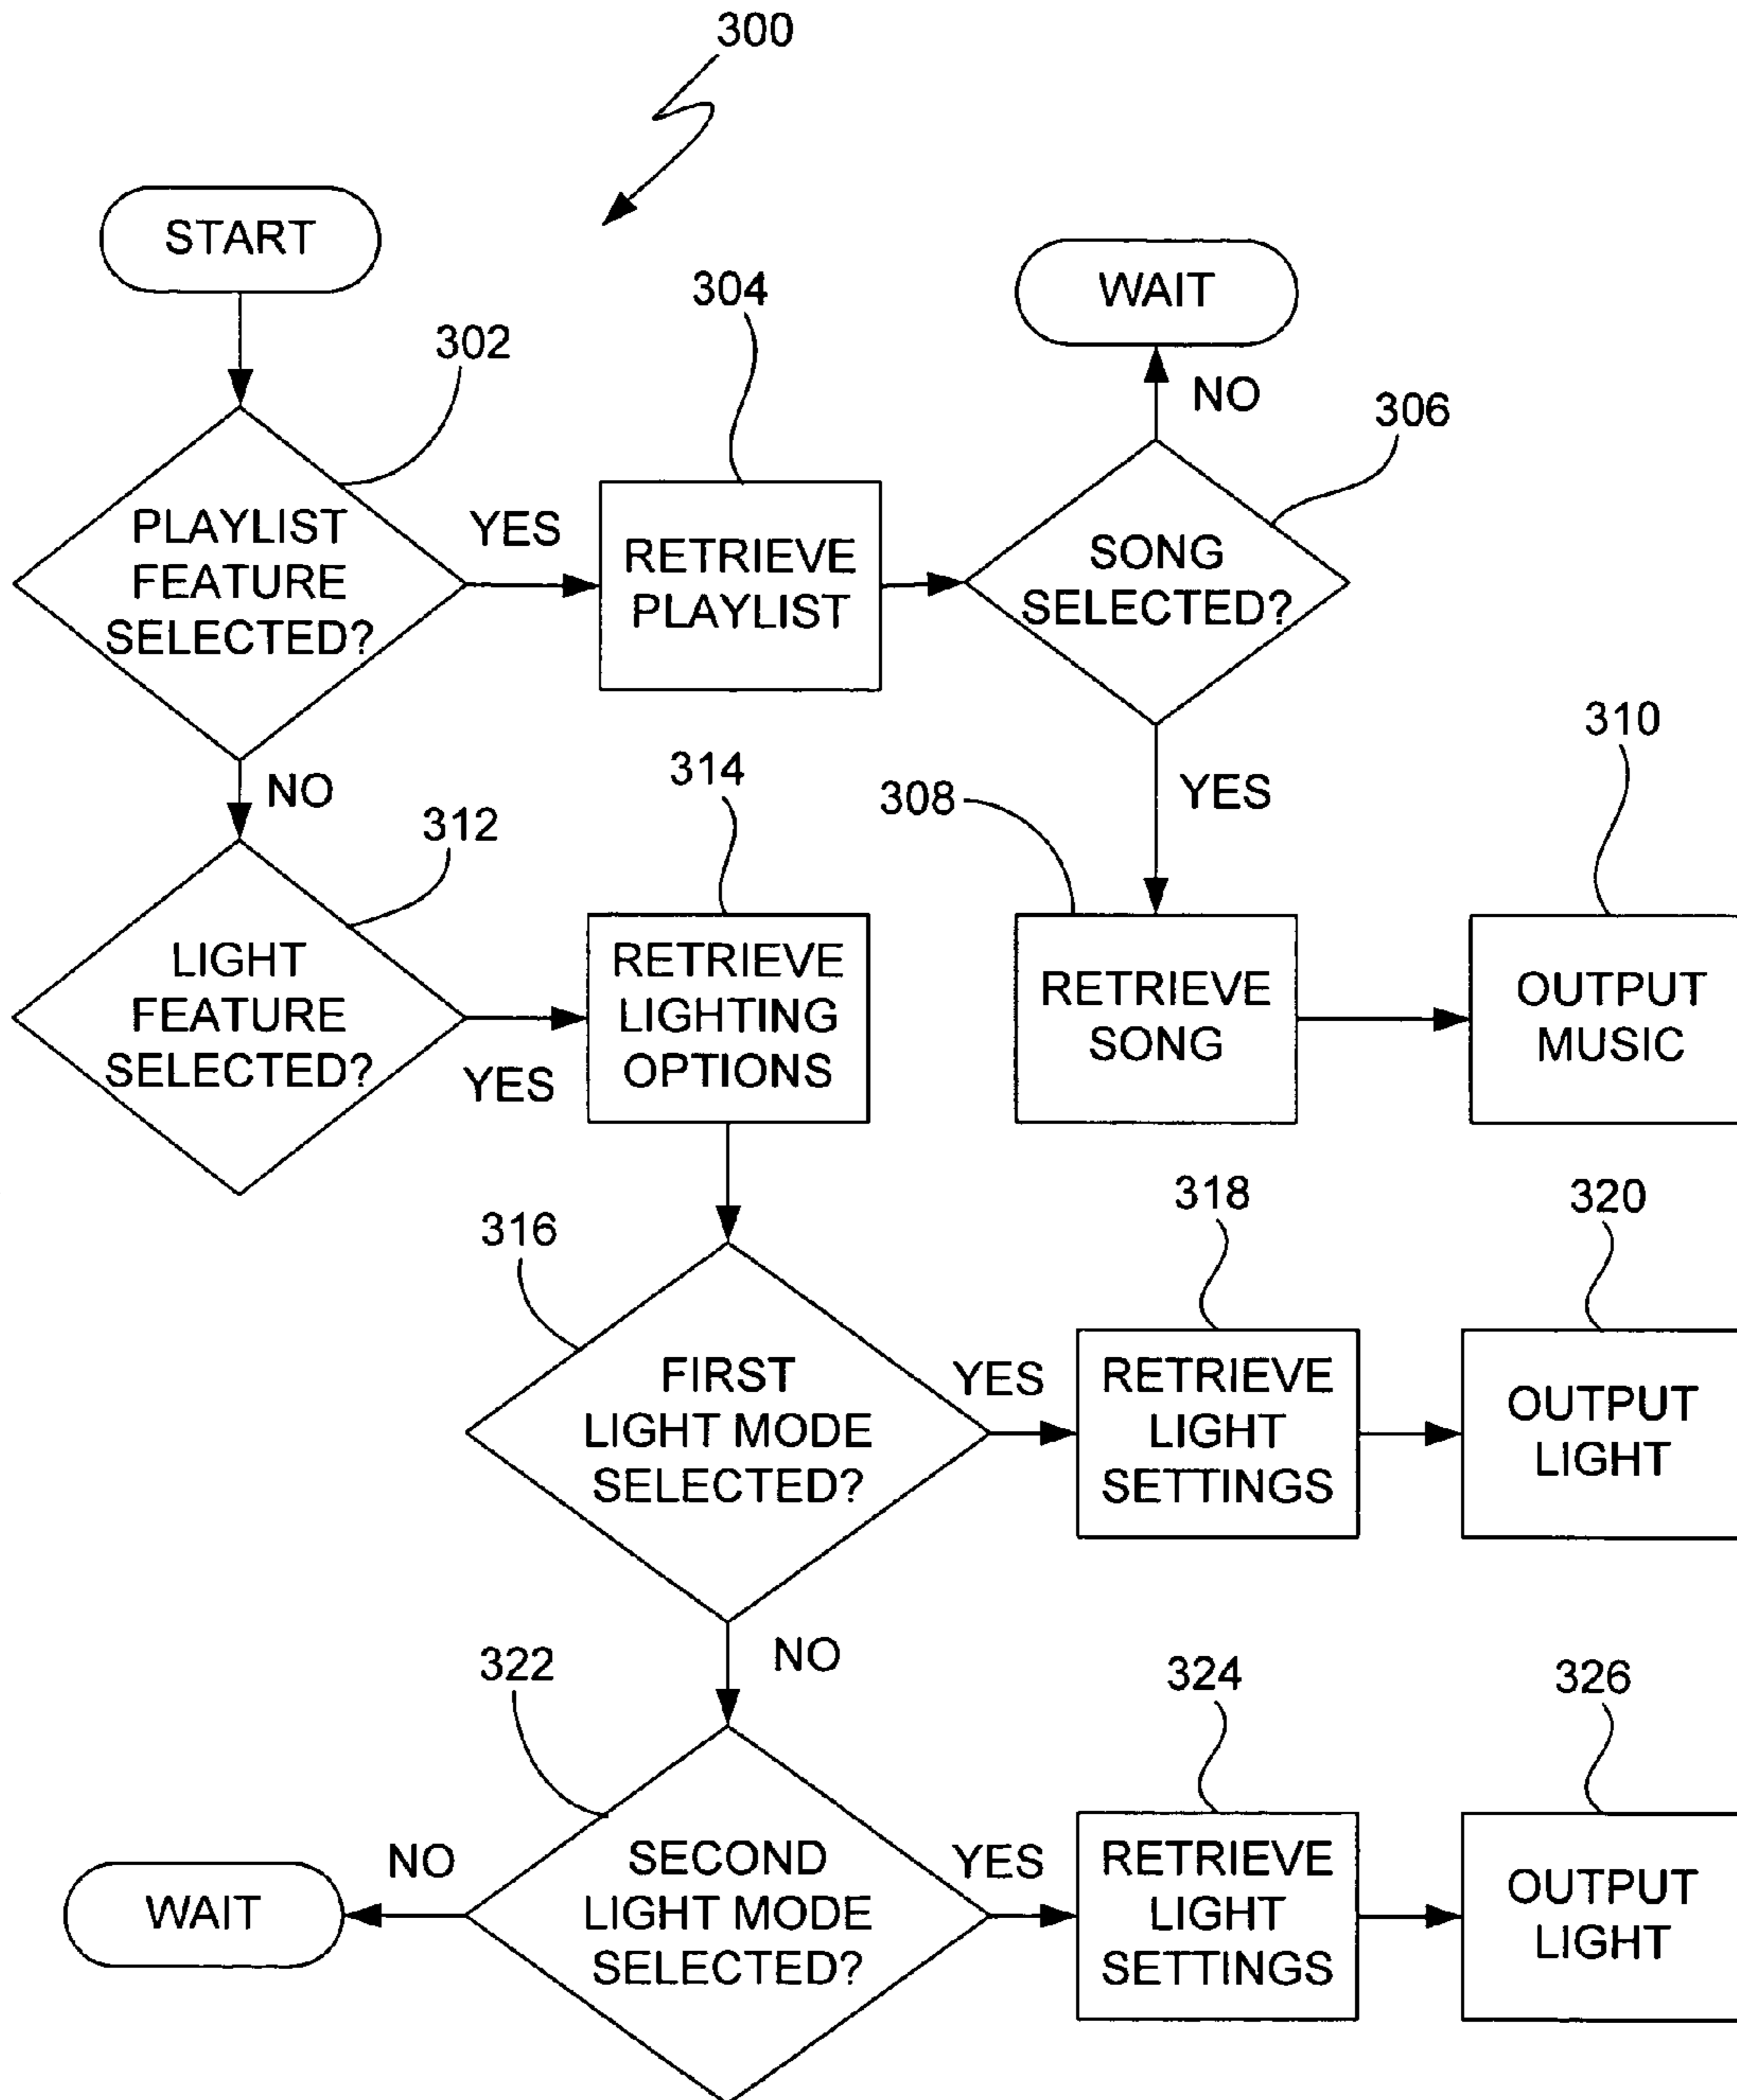 300
START
WAIT
304
302
NO
306
PLAYLIST
FEATURE
SELECTED?
YES
RETRIEVE
PLAYLIST
SONG
SELECTED?
NO
312
314
308
YES
310
LIGHT
FEATURE
SELECTED?
YES
RETRIEVE
LIGHTING
OPTIONS
RETRIEVE
SONG
OUTPUT
MUSIC
316
318
320
FIRST
LIGHT MODE
SELECTED?
YES
RETRIEVE
LIGHT
SETTINGS
OUTPUT
LIGHT
322
NO
324
326
WAIT
NO
SECOND
LIGHT MODE
SELECTED?
YES
RETRIEVE
LIGHT
SETTINGS
OUTPUT
LIGHT